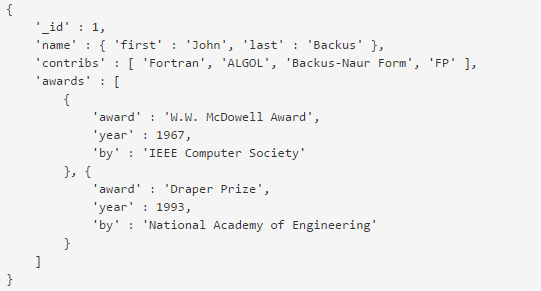 {
    '_id' : 1,
    'name' : { 'first' : 'John', 'last' : 'Backus' },
    'contribs' : [ 'Fortran', 'ALGOL', 'Backus-Naur Form', 'FP' ],
    'awards' : [
        {
            'award' : 'W.W. McDowell Award',
            'year' : 1967,
            'by' : 'IEEE Computer Society'
        }, {
            'award' : 'Draper Prize',
            'year' : 1993,
            'by' : 'National Academy of Engineering'
        }
    ]
}